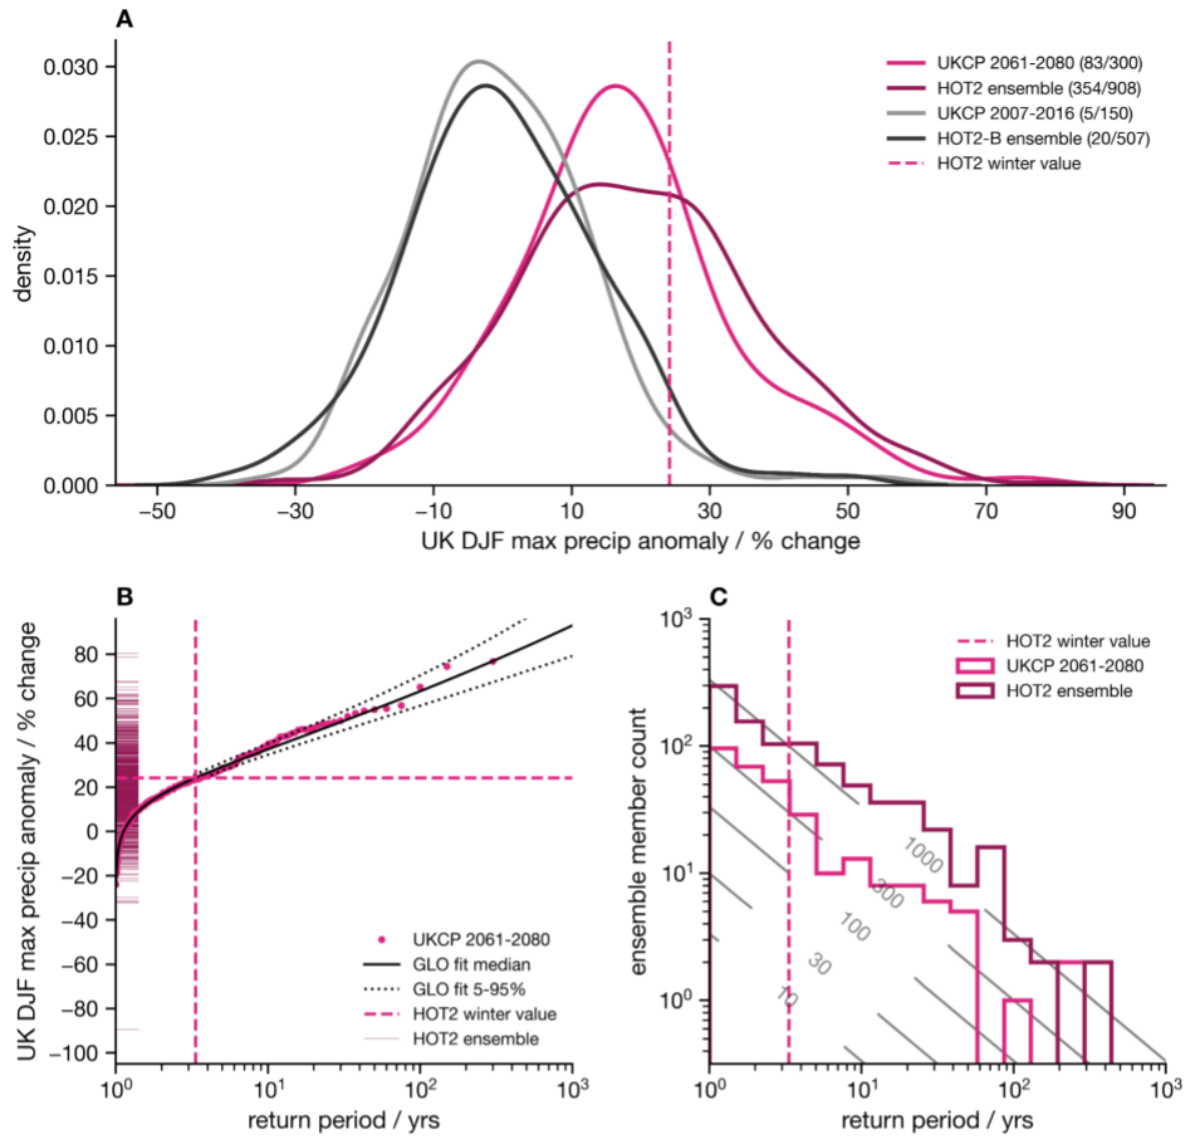 A
0.030
0.025
0.020
0.015
0.010
0.005
0.000
density
UKCP 2061-2080 (83/300)
HOT2 ensemble (354/908)
UKCP 2007-2016 (5/150)
HOT2-B ensemble (20/507)
HOT2 winter value
−50 −30 −10 10 30 50 70 90
UK DJF max precip anomaly / % change
B
80
60
40
20
0
−20
−40
−60
−80
−100
UK DJF max precip anomaly / % change
UKCP 2061-2080
GLO fit median
GLO fit 5-95%
HOT2 winter value
HOT2 ensemble
10⁰ 10¹ 10² 10³
return period / yrs
C
10³
10²
10¹
10⁰
ensemble member count
HOT2 winter value
UKCP 2061-2080
HOT2 ensemble
1000
300
100
30
10
10⁰ 10¹ 10² 10³
return period / yrs